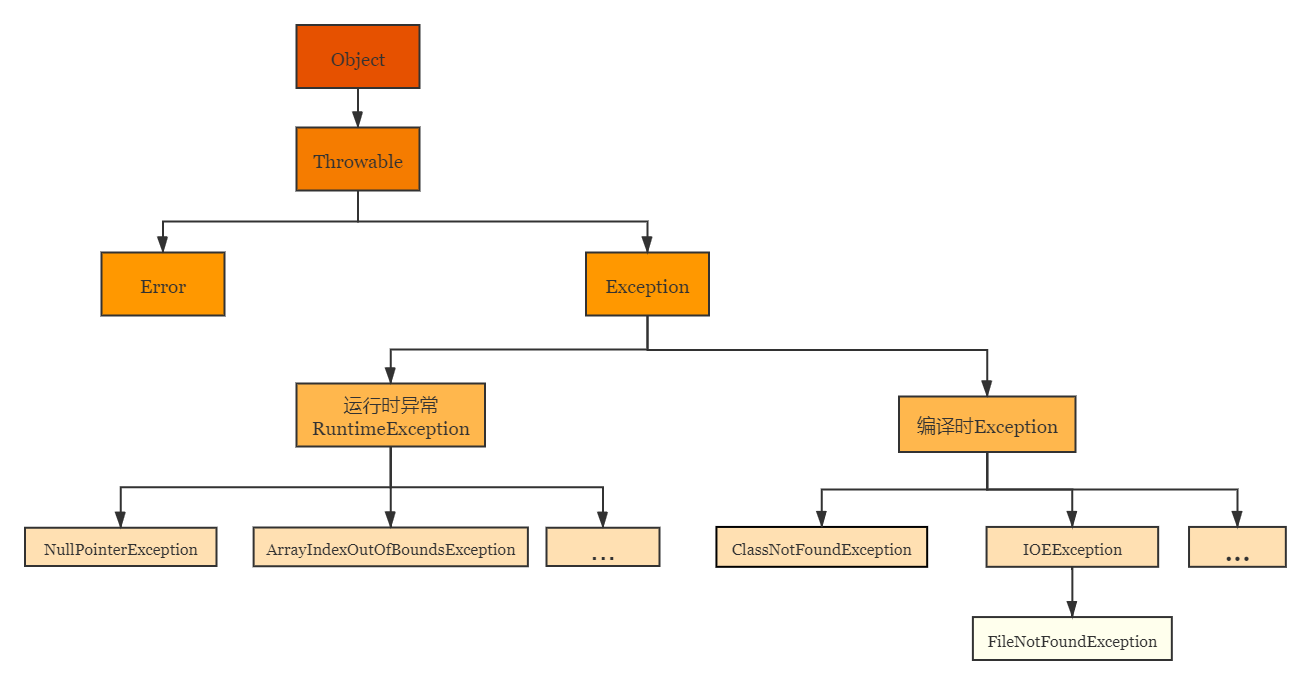 Object
Throwable
Error
Exception
运行时异常
RuntimeException
编译时Exception
NullPointerException
ArrayIndexOutOfBoundsException
...
ClassNotFoundException
IOEException
...
FileNotFoundException